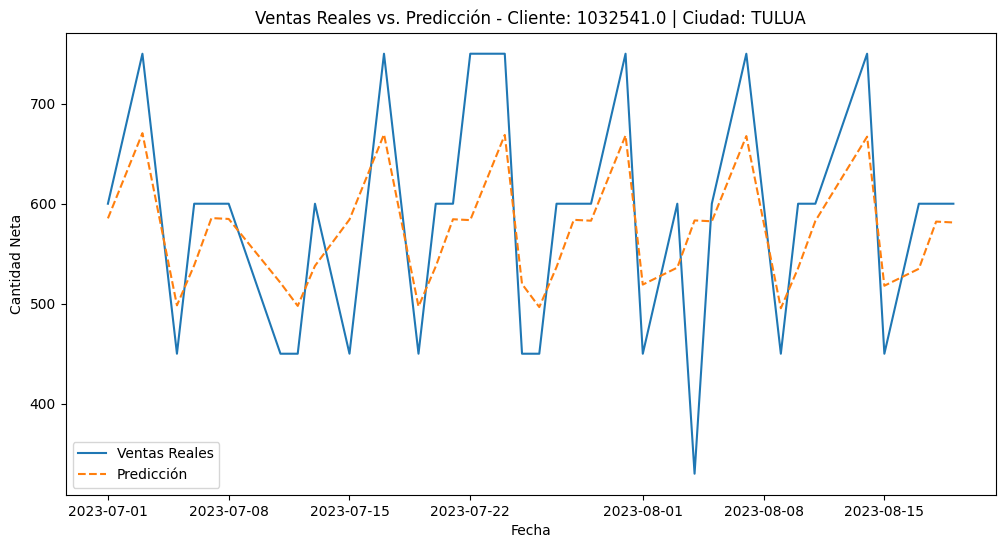 Ventas Reales vs. Predicción - Cliente: 1032541.0 | Ciudad: TULUA
Cantidad Neta
700
600
500
400
Ventas Reales
Predicción
2023-07-01 2023-07-08 2023-07-15 2023-07-22 2023-08-01 2023-08-08 2023-08-15
Fecha